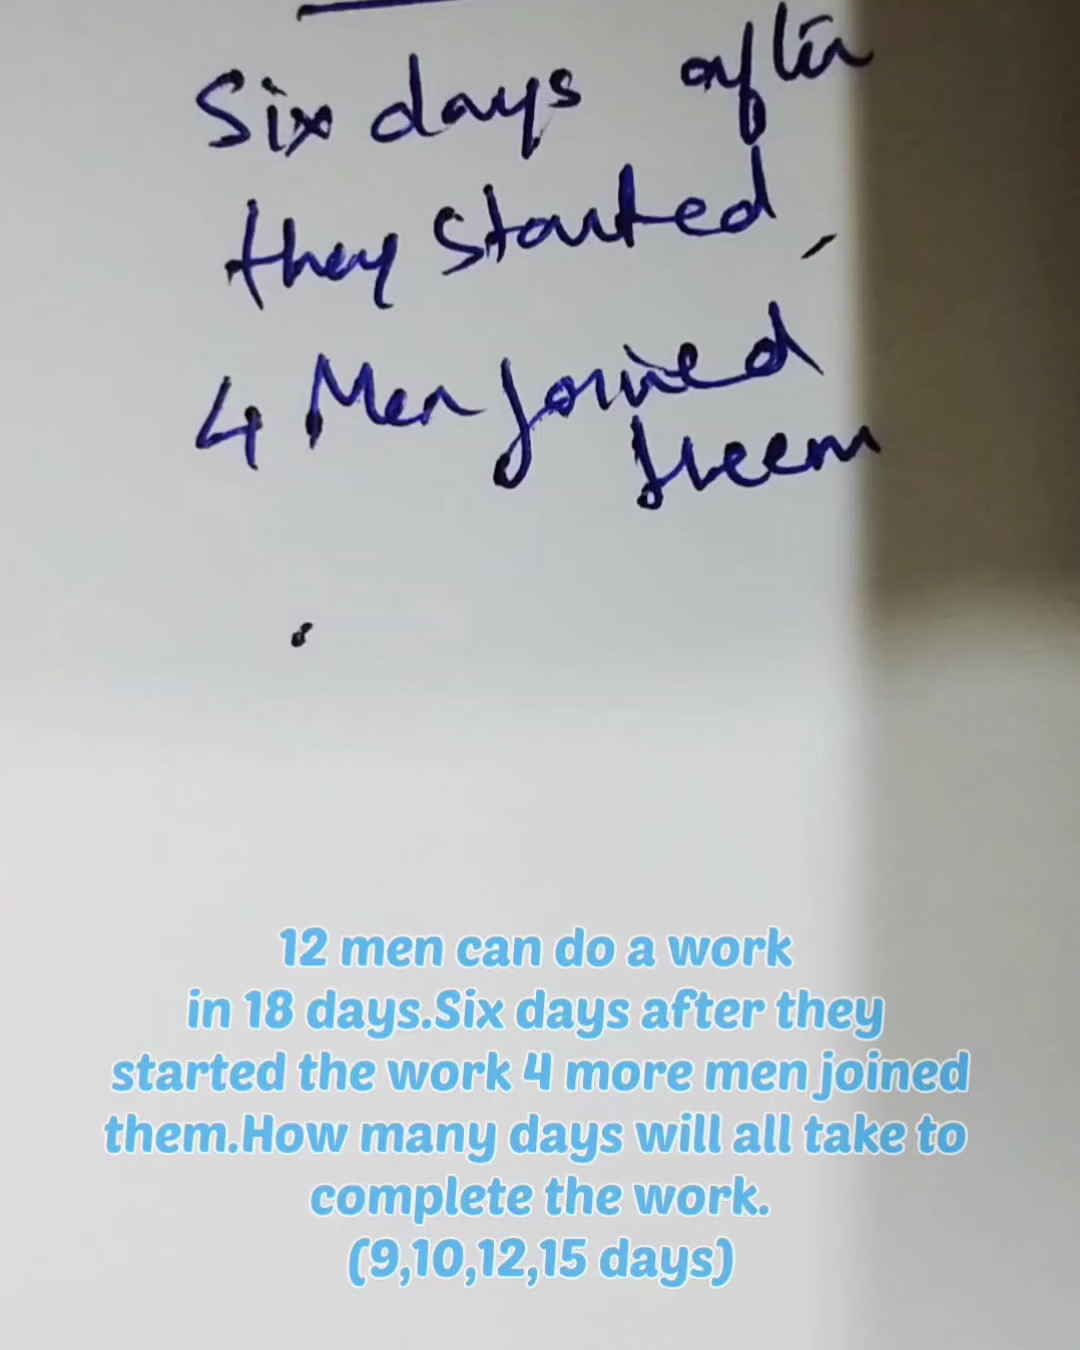 Six days after
they started,
4 Men joined
them
12 men can do a work
in 18 days.Six days after they
started the work 4 more men joined
them.How many days will all take to
complete the work.
(9,10,12,15 days)